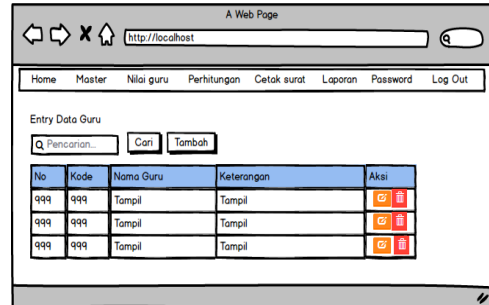 A Web Page
http://localhost
Home Master Nilai guru Perhitungan Cetak surat Laporan Password Log Out
Entry Data Guru
Pencarian... Cari Tambah
No Kode Nama Guru Keterangan Aksi
999 999 Tampil Tampil
999 999 Tampil Tampil
999 999 Tampil Tampil